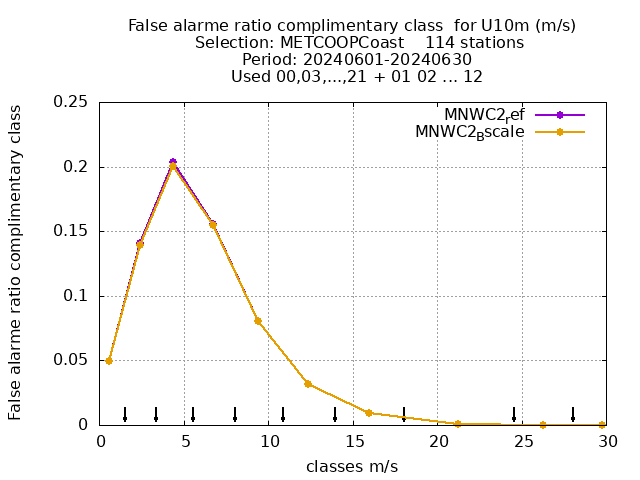 False alarme ratio complimentary class  for U10m (m/s)
Selection: METCOOPCoast    114 stations
Period: 20240601-20240630
Used 00,03,...,21 + 01 02 ... 12
False alarme ratio complimentary class
0.25
0.2
0.15
0.1
0.05
0
MNWC2ref
MNWC2Bscale
0 5 10 15 20 25 30
classes m/s